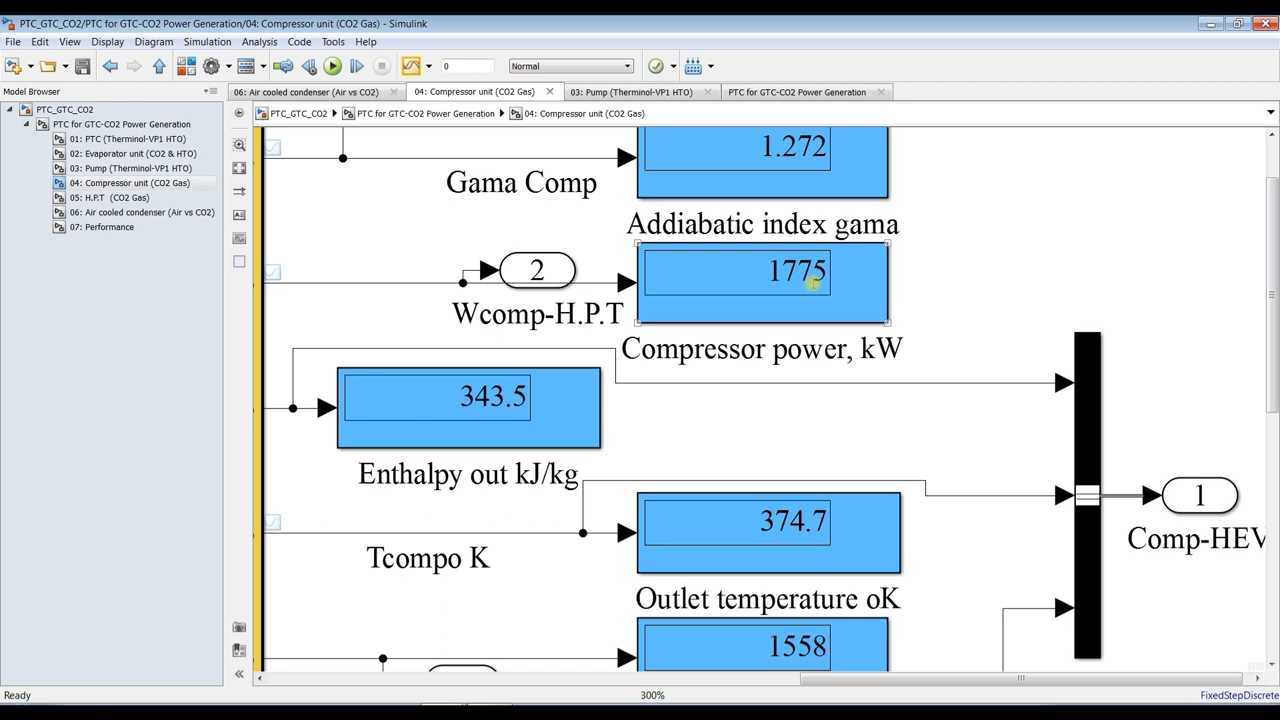 PTC_GTC_CO2/PTC for GTC-CO2 Power Generation/04: Compressor unit (CO2 Gas) - Simulink
File Edit View Display Diagram Simulation Analysis Code Tools Help
0 Normal
Model Browser
06: Air cooled condenser (Air vs CO2) 04: Compressor unit (CO2 Gas) 03: Pump (Therminol-VP1 HTO) PTC for GTC-CO2 Power Generation
PTC_GTC_CO2 PTC for GTC-CO2 Power Generation 04: Compressor unit (CO2 Gas)
PTC_GTC_CO2
PTC for GTC-CO2 Power Generation
01: PTC (Therminol-VP1 HTO)
02: Evaporator unit (CO2 & HTO)
03: Pump (Therminol-VP1 HTO)
04: Compressor unit (CO2 Gas)
05: H.P.T (CO2 Gas)
06: Air cooled condenser (Air vs CO2)
07: Performance
1.272
Gama Comp
Addiabatic index gama
2
1775
Wcomp-H.P.T
Compressor power, kW
343.5
Enthalpy out kJ/kg
374.7
1
Tcompo K
Comp-HEV
Outlet temperature oK
1558
Ready 300% FixedStepDiscrete